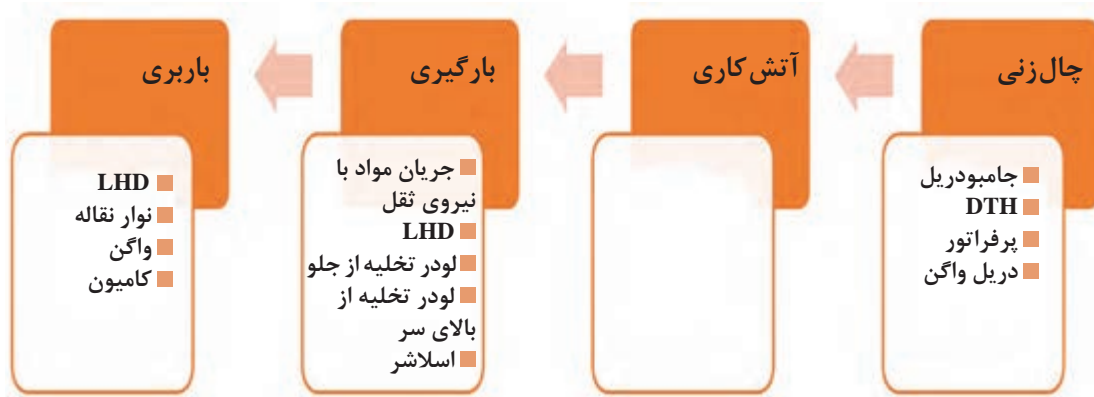 چال‌زنی
جامبودریل
DTH
پرفراتور
دریل واگن
آتش‌کاری
بارگیری
جریان مواد با
نیروی ثقل
LHD
لودر تخلیه از جلو
لودر تخلیه از
بالای سر
اسلاشر
باربری
LHD
نوار نقاله
واگن
کامیون